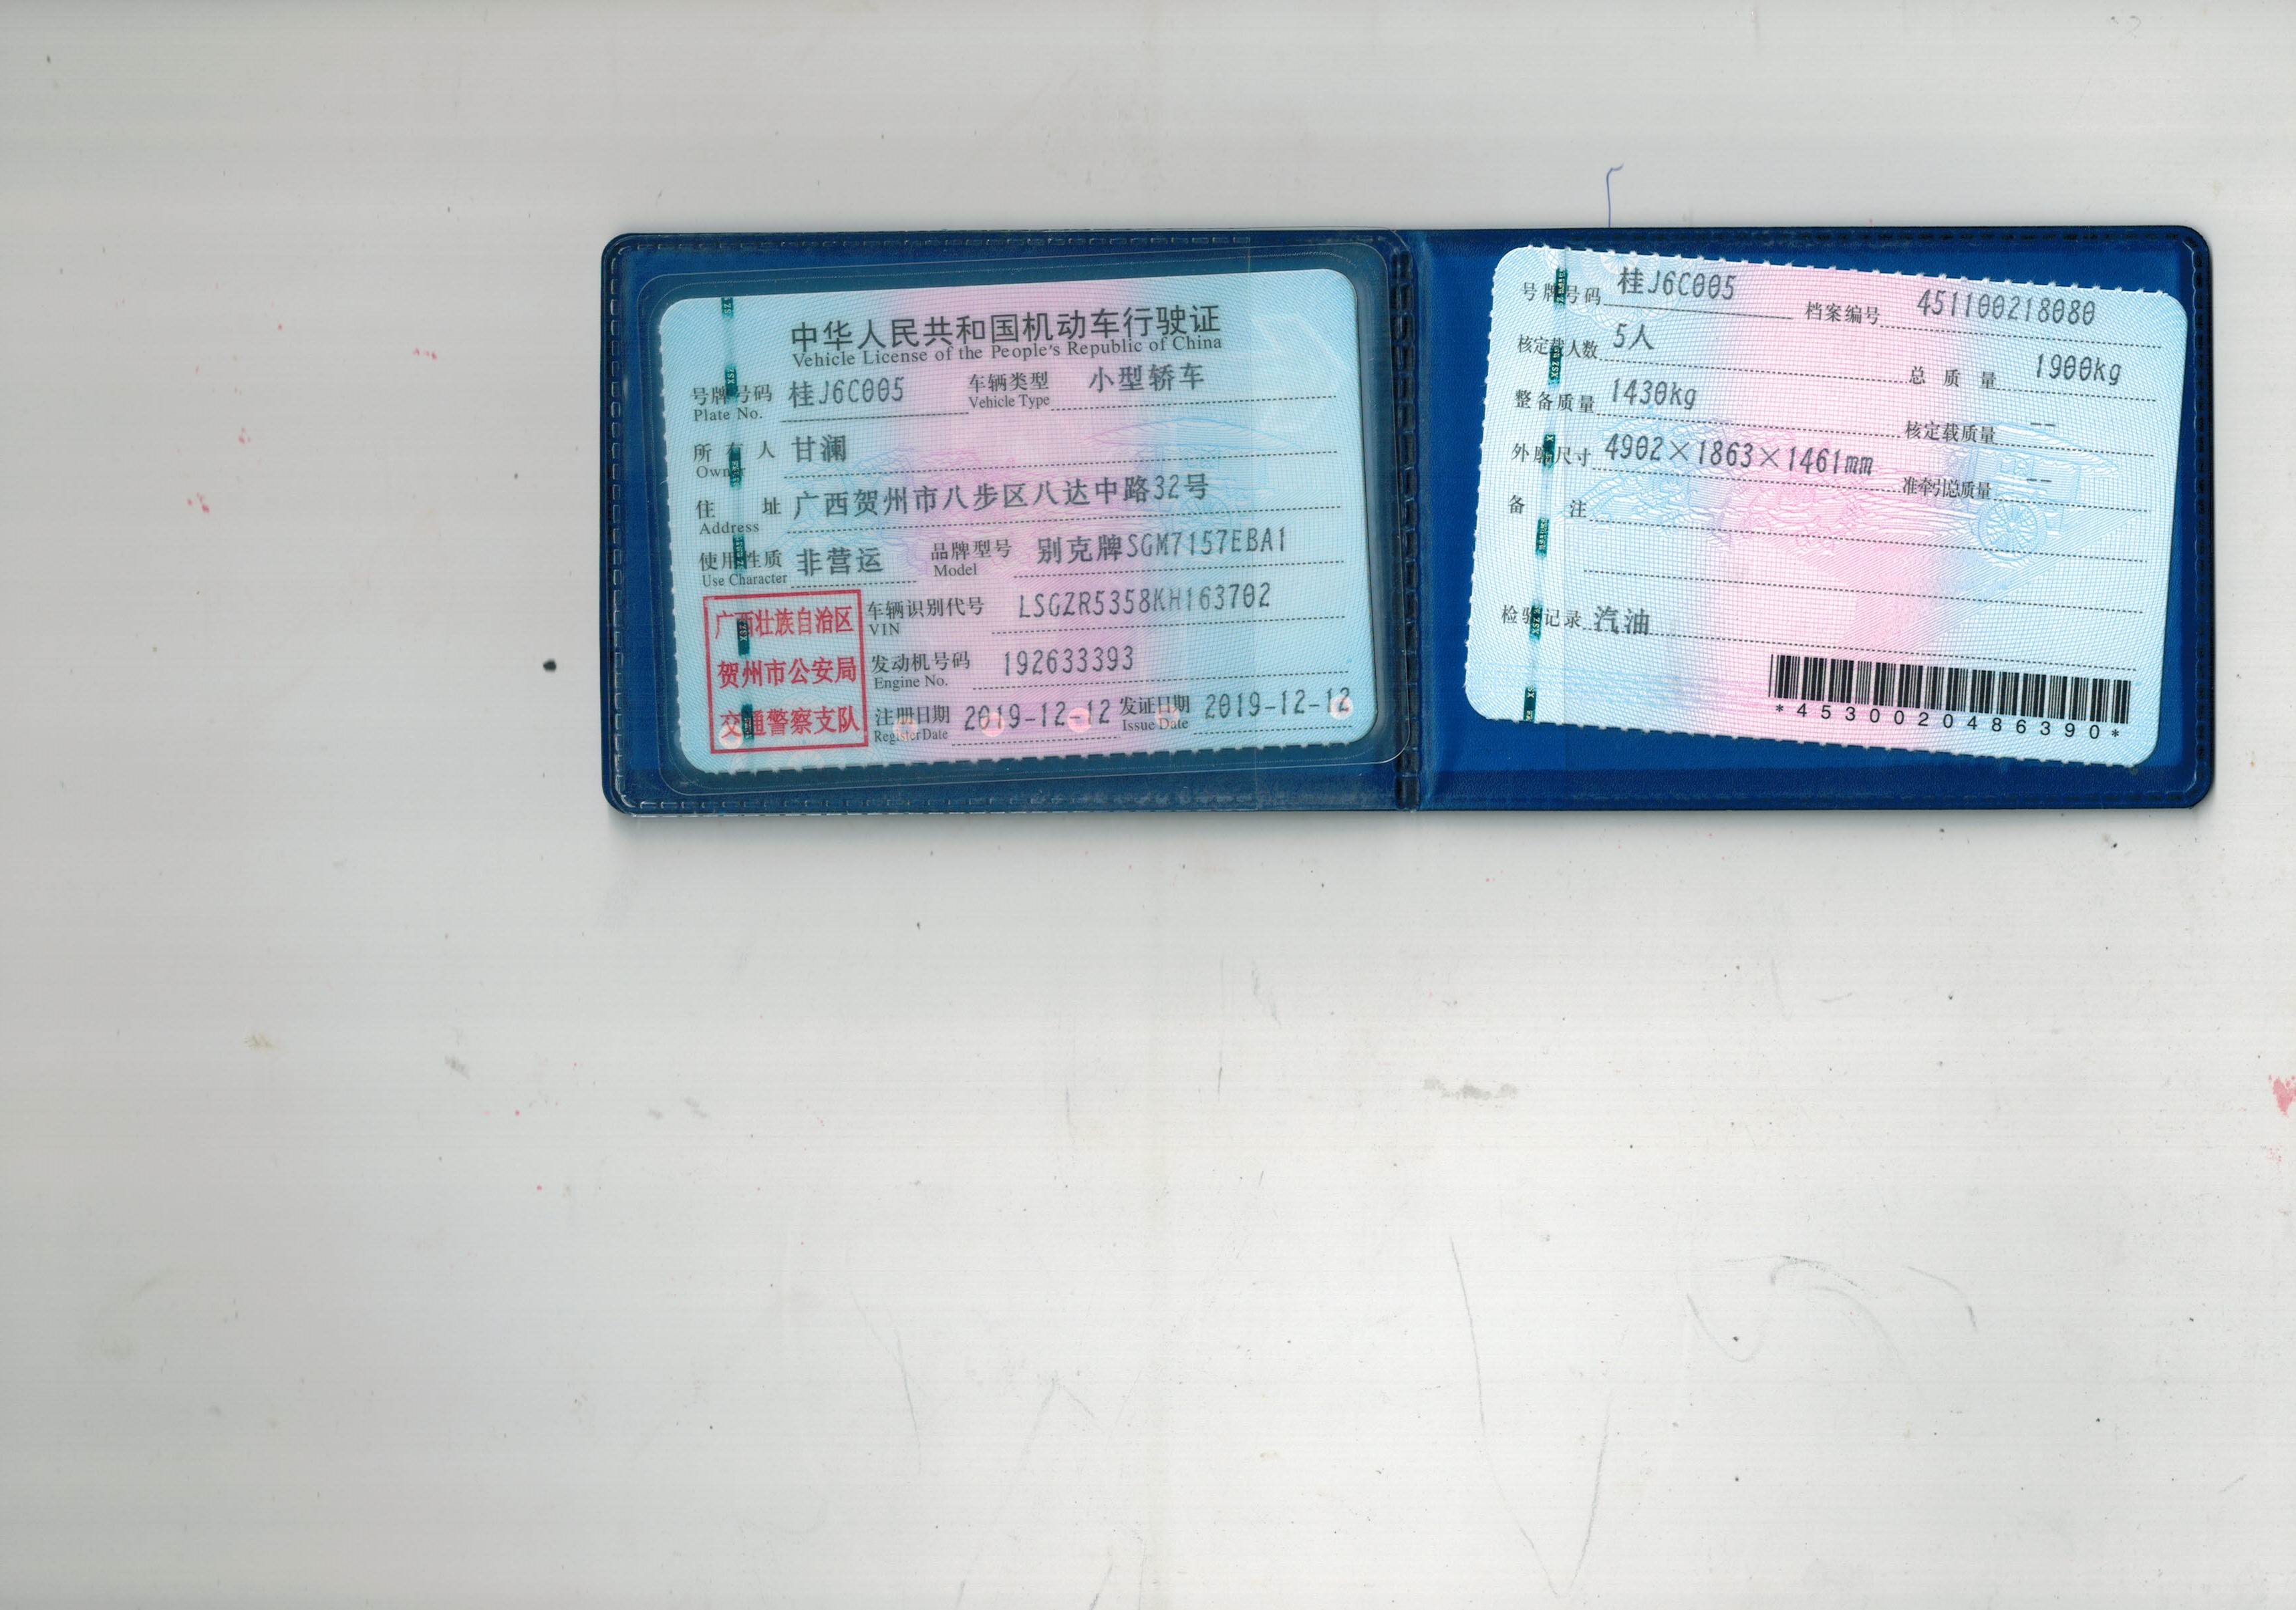 中华人民共和国机动车行驶证
Vehicle License of the People's Republic of China
号牌号码 桂J6C005 车辆类型 小型轿车
Plate No. Vehicle Type
所有人 甘澜
Owner
住址 广西贺州市八步区八达中路32号
Address
使用性质 非营运 品牌型号 别克牌SGM7157EBA1
Use Character Model
广西壮族自治区
贺州市公安局
交通警察支队
车辆识别代号 LSGZR5358KH163702
VIN
发动机号码 192633393
Engine No.
注册日期 2019-12-12 发证日期 2019-12-12
Register Date Issue Date
号牌号码 桂J6C005 档案编号 451100218080
核定载人数 5人 总质量 1900kg
整备质量 1430kg 核定载质量 --
外廓尺寸 4902×1863×1461mm 准牵引总质量 --
备注
检验记录 汽油
*4530020486390*